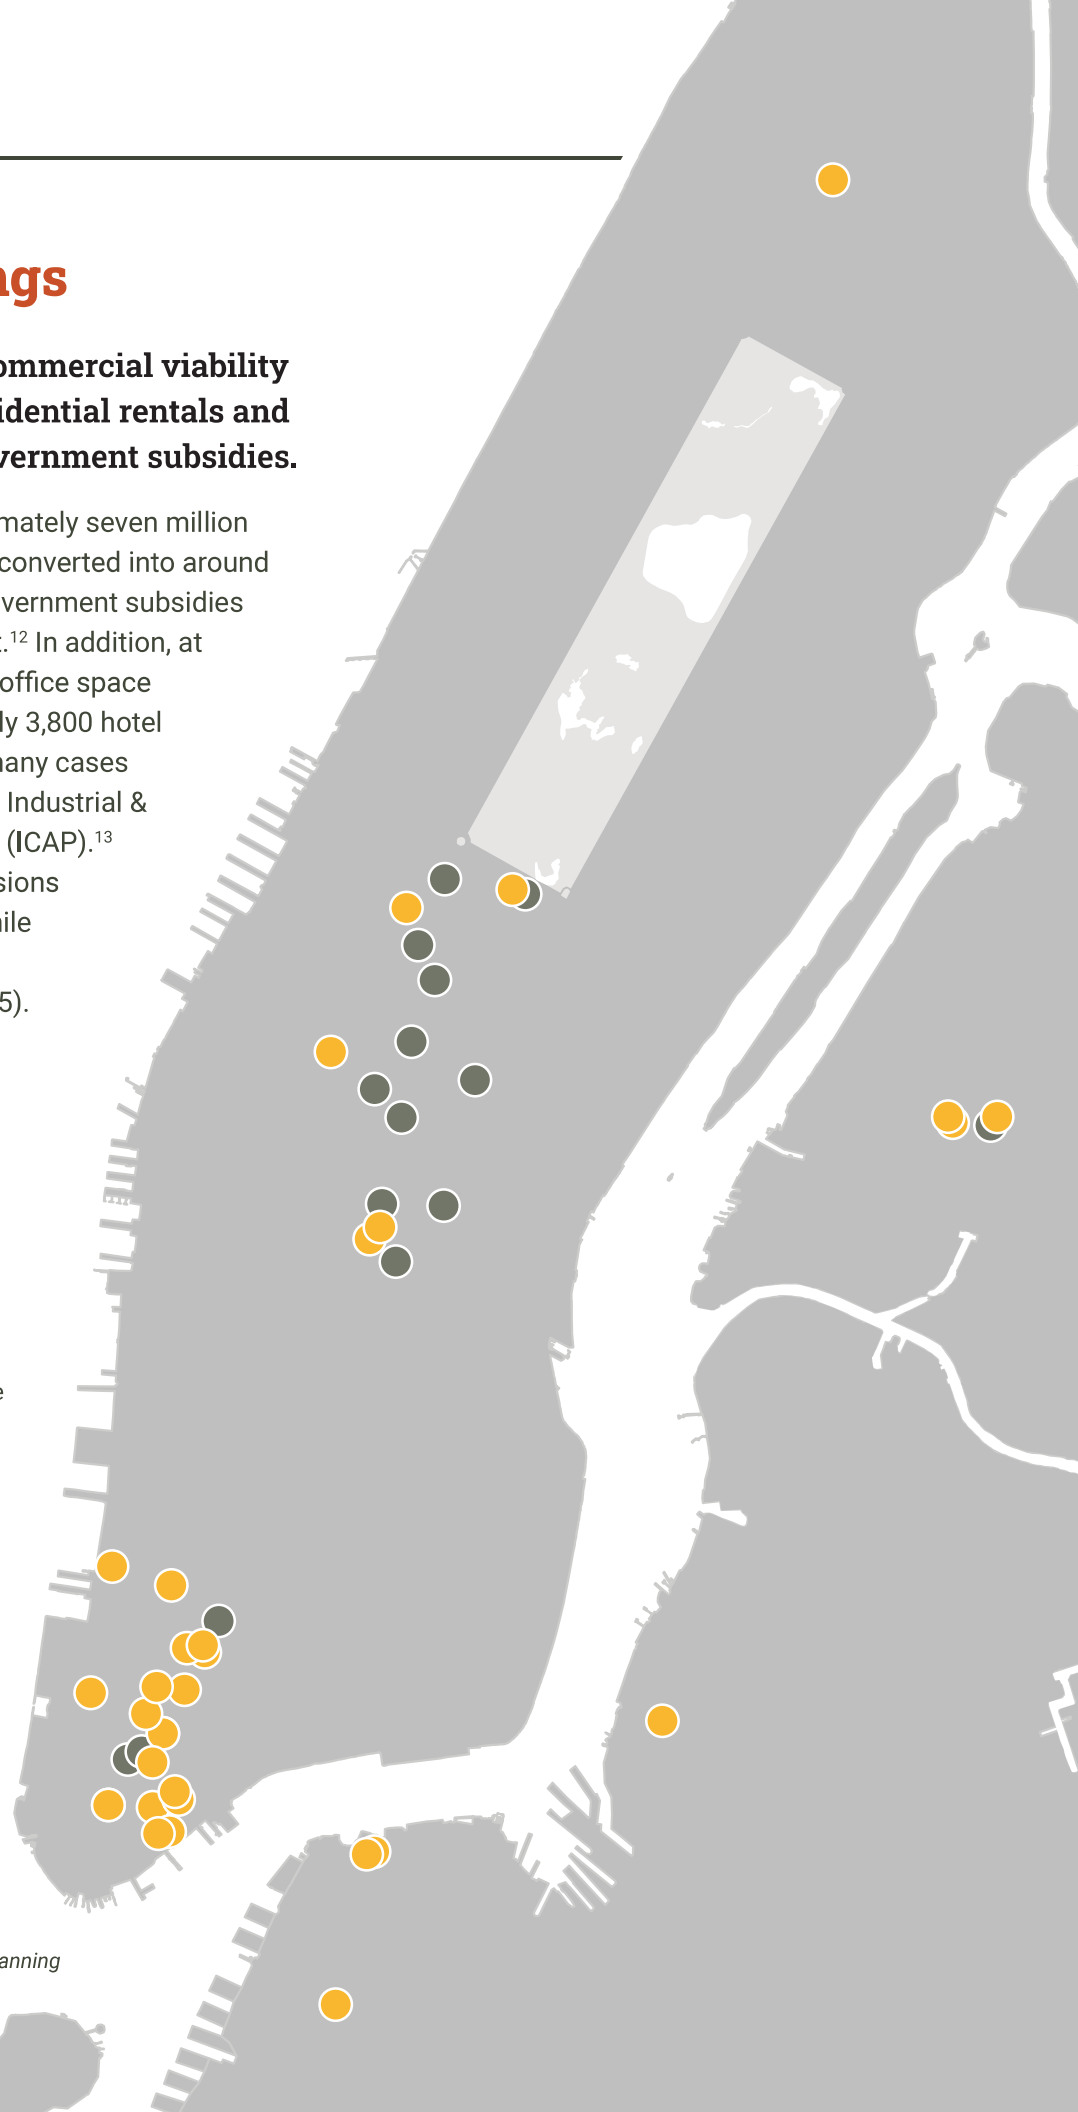 ngs
ommercial viability
idential rentals and
vernment subsidies.
mately seven million
converted into around
vernment subsidies
t.12 In addition, at
office space
ly 3,800 hotel
many cases
Industrial &
(ICAP).13
sions
ile
5).
e
anning